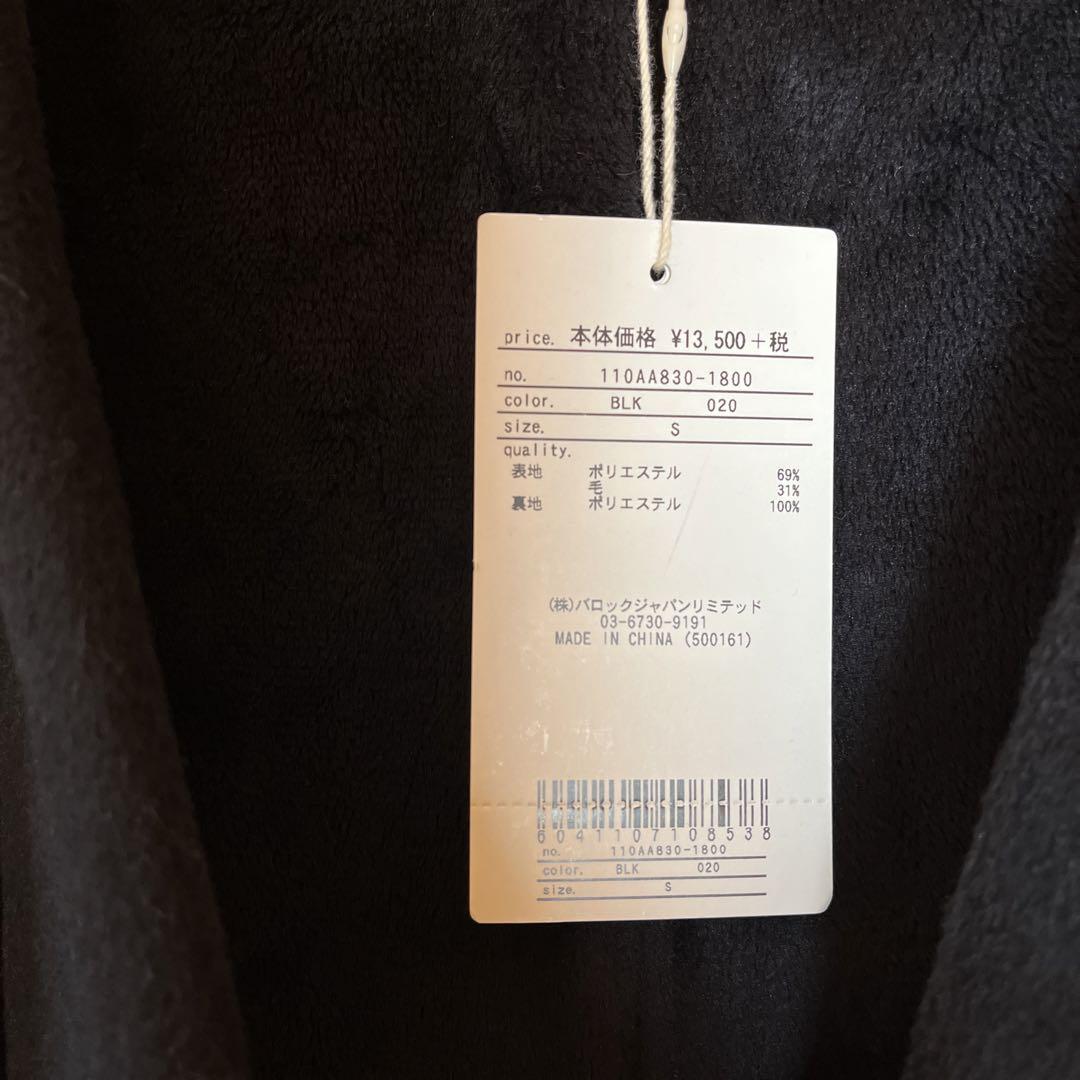 price. 本体価格 ¥13,500+税
no. 110AA830-1800
color. BLK 020
size. S
quality.
表地 ポリエステル 69%
毛 31%
裏地 ポリエステル 100%
(株)バロックジャパンリミテッド
03-6730-9191
MADE IN CHINA (500161)
6041107108538
no. 110AA830-1800
color. BLK 020
size. S